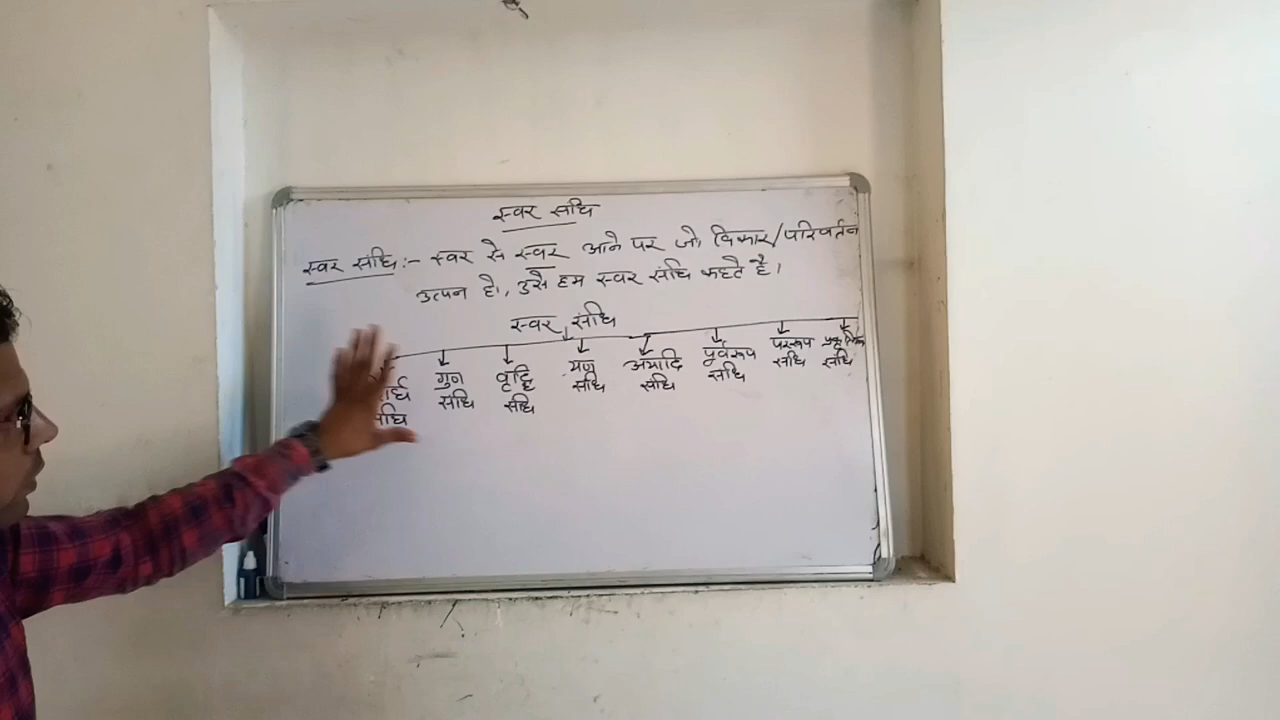 स्वर संधि
स्वर संधि :- स्वर से स्वर आने पर जो विकार/परिवर्तन
उत्पन हो, उसे हम स्वर संधि कहते है।
स्वर संधि
गुण संधि
वृद्धि संधि
यण संधि
अयादि संधि
पूर्वरूप संधि
पररूप संधि
संधि